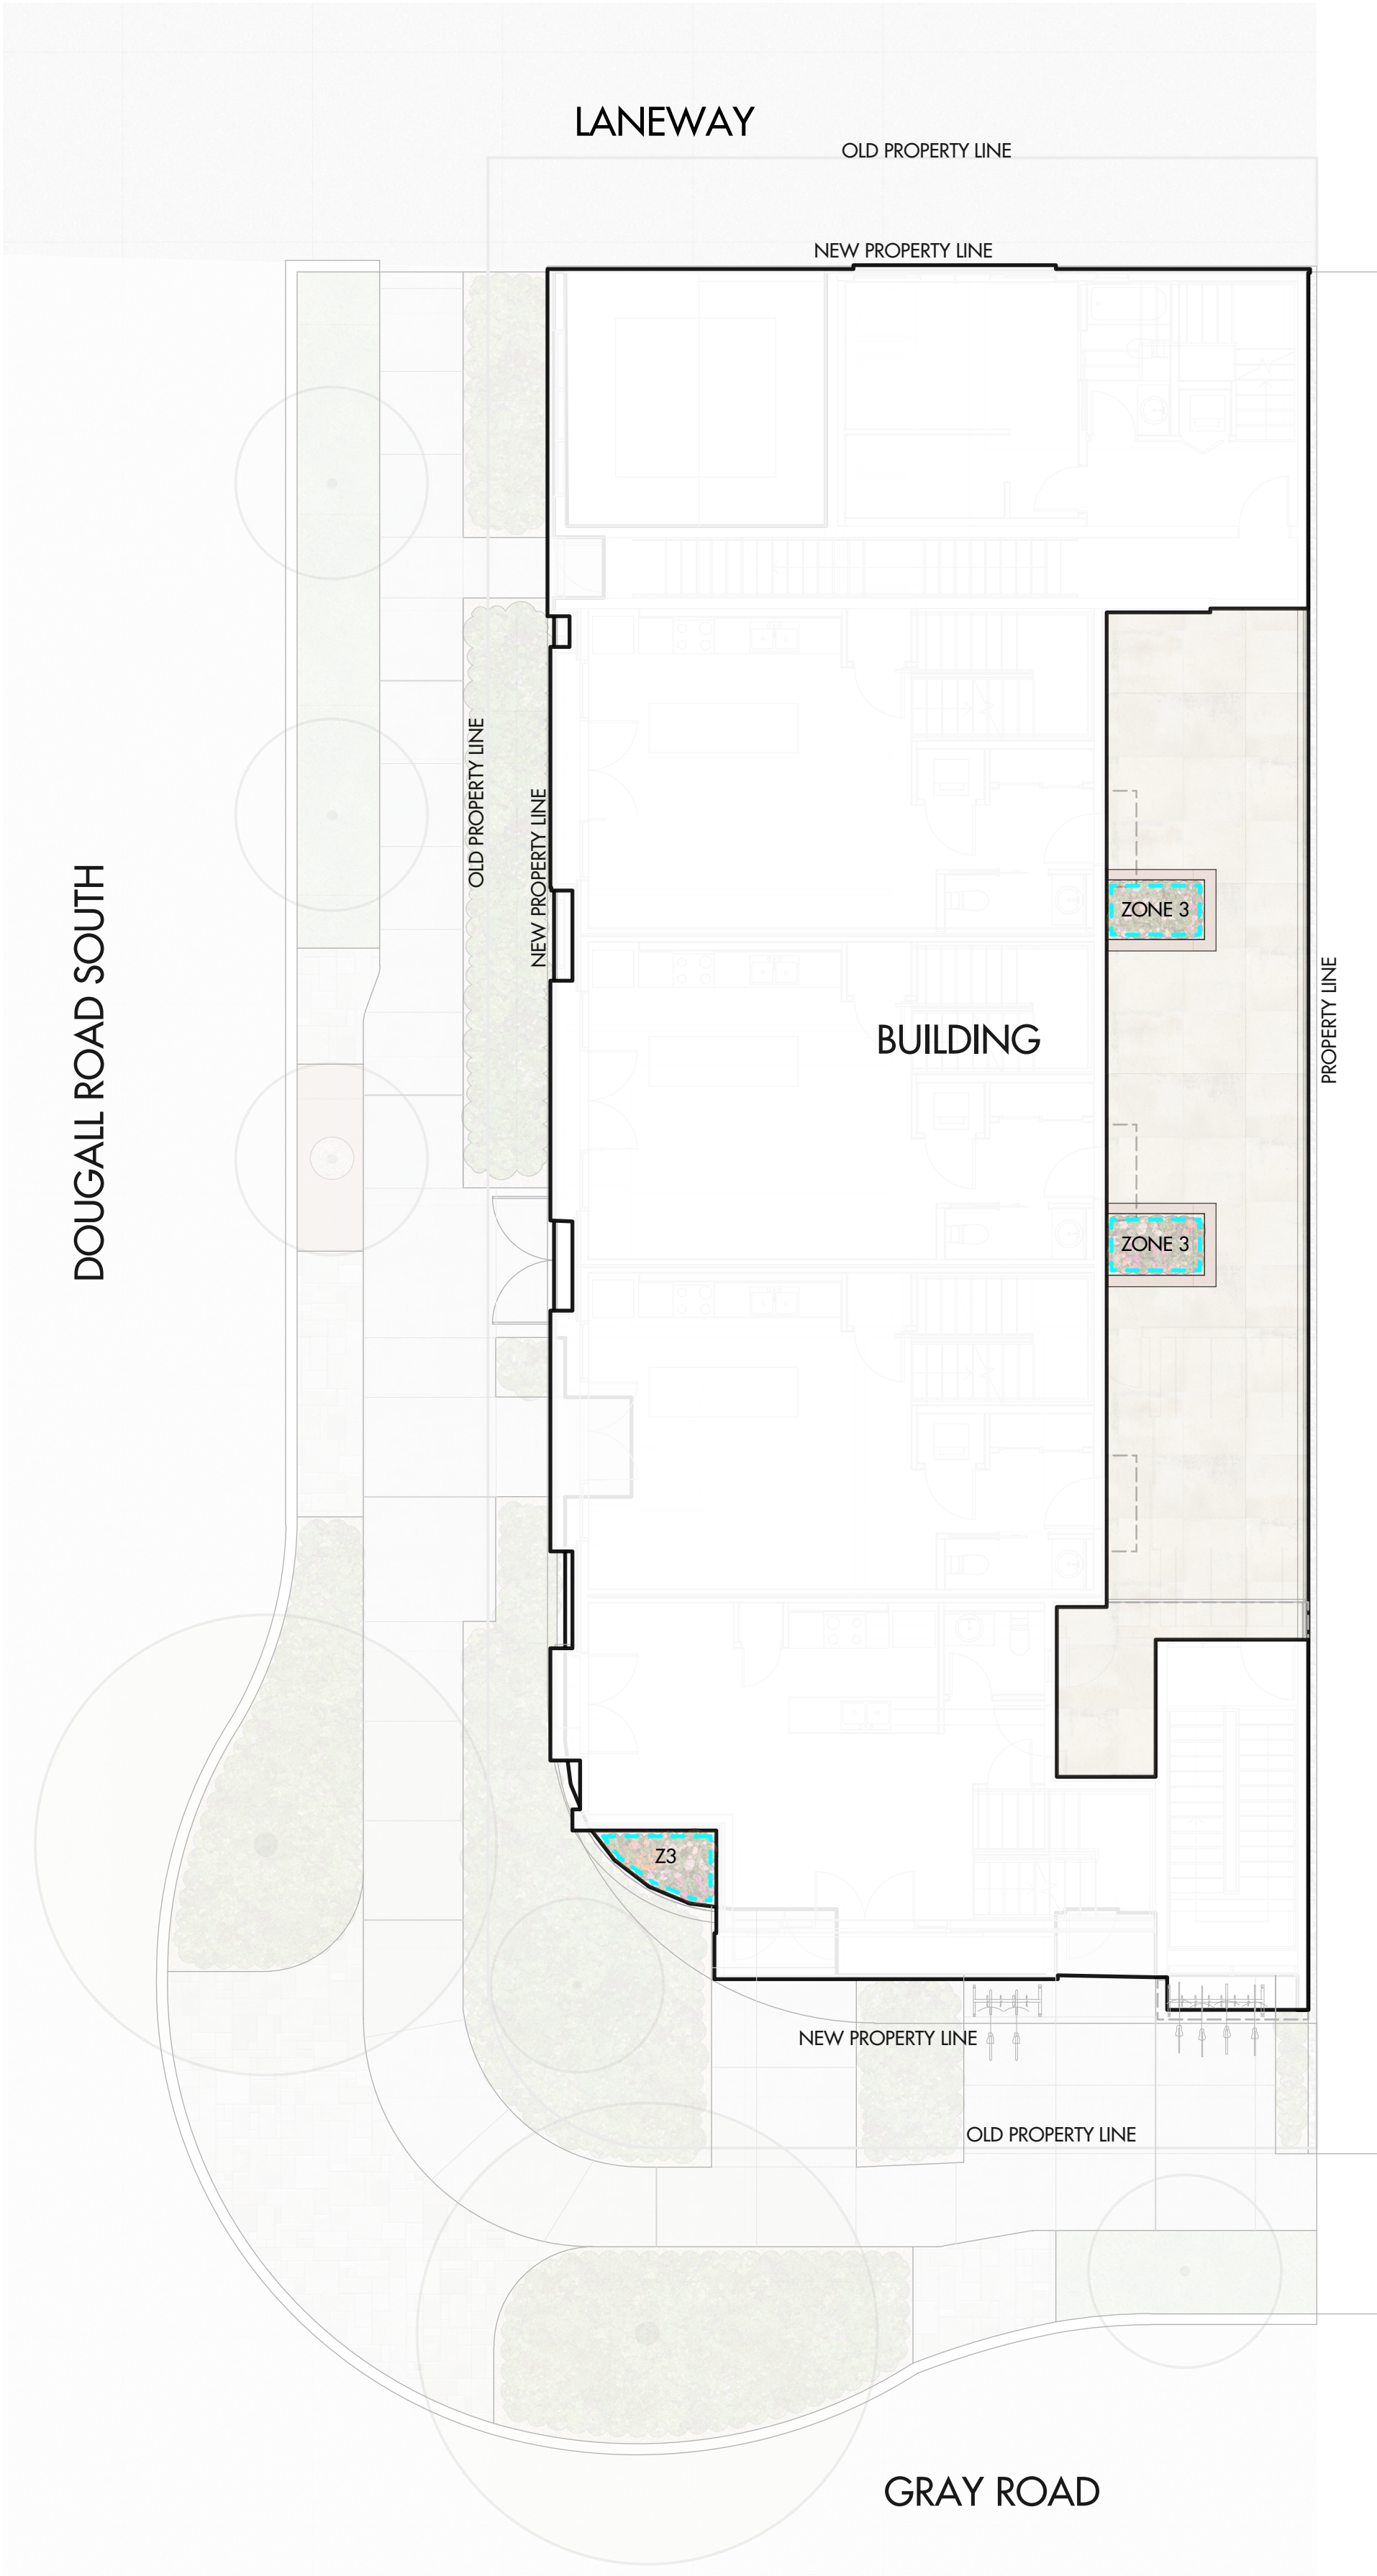 LANEWAY
OLD PROPERTY LINE
NEW PROPERTY LINE
OLD PROPERTY LINE
NEW PROPERTY LINE
DOUGALL ROAD SOUTH
ZONE 3
BUILDING
PROPERTY LINE
ZONE 3
Z3
NEW PROPERTY LINE
OLD PROPERTY LINE
GRAY ROAD